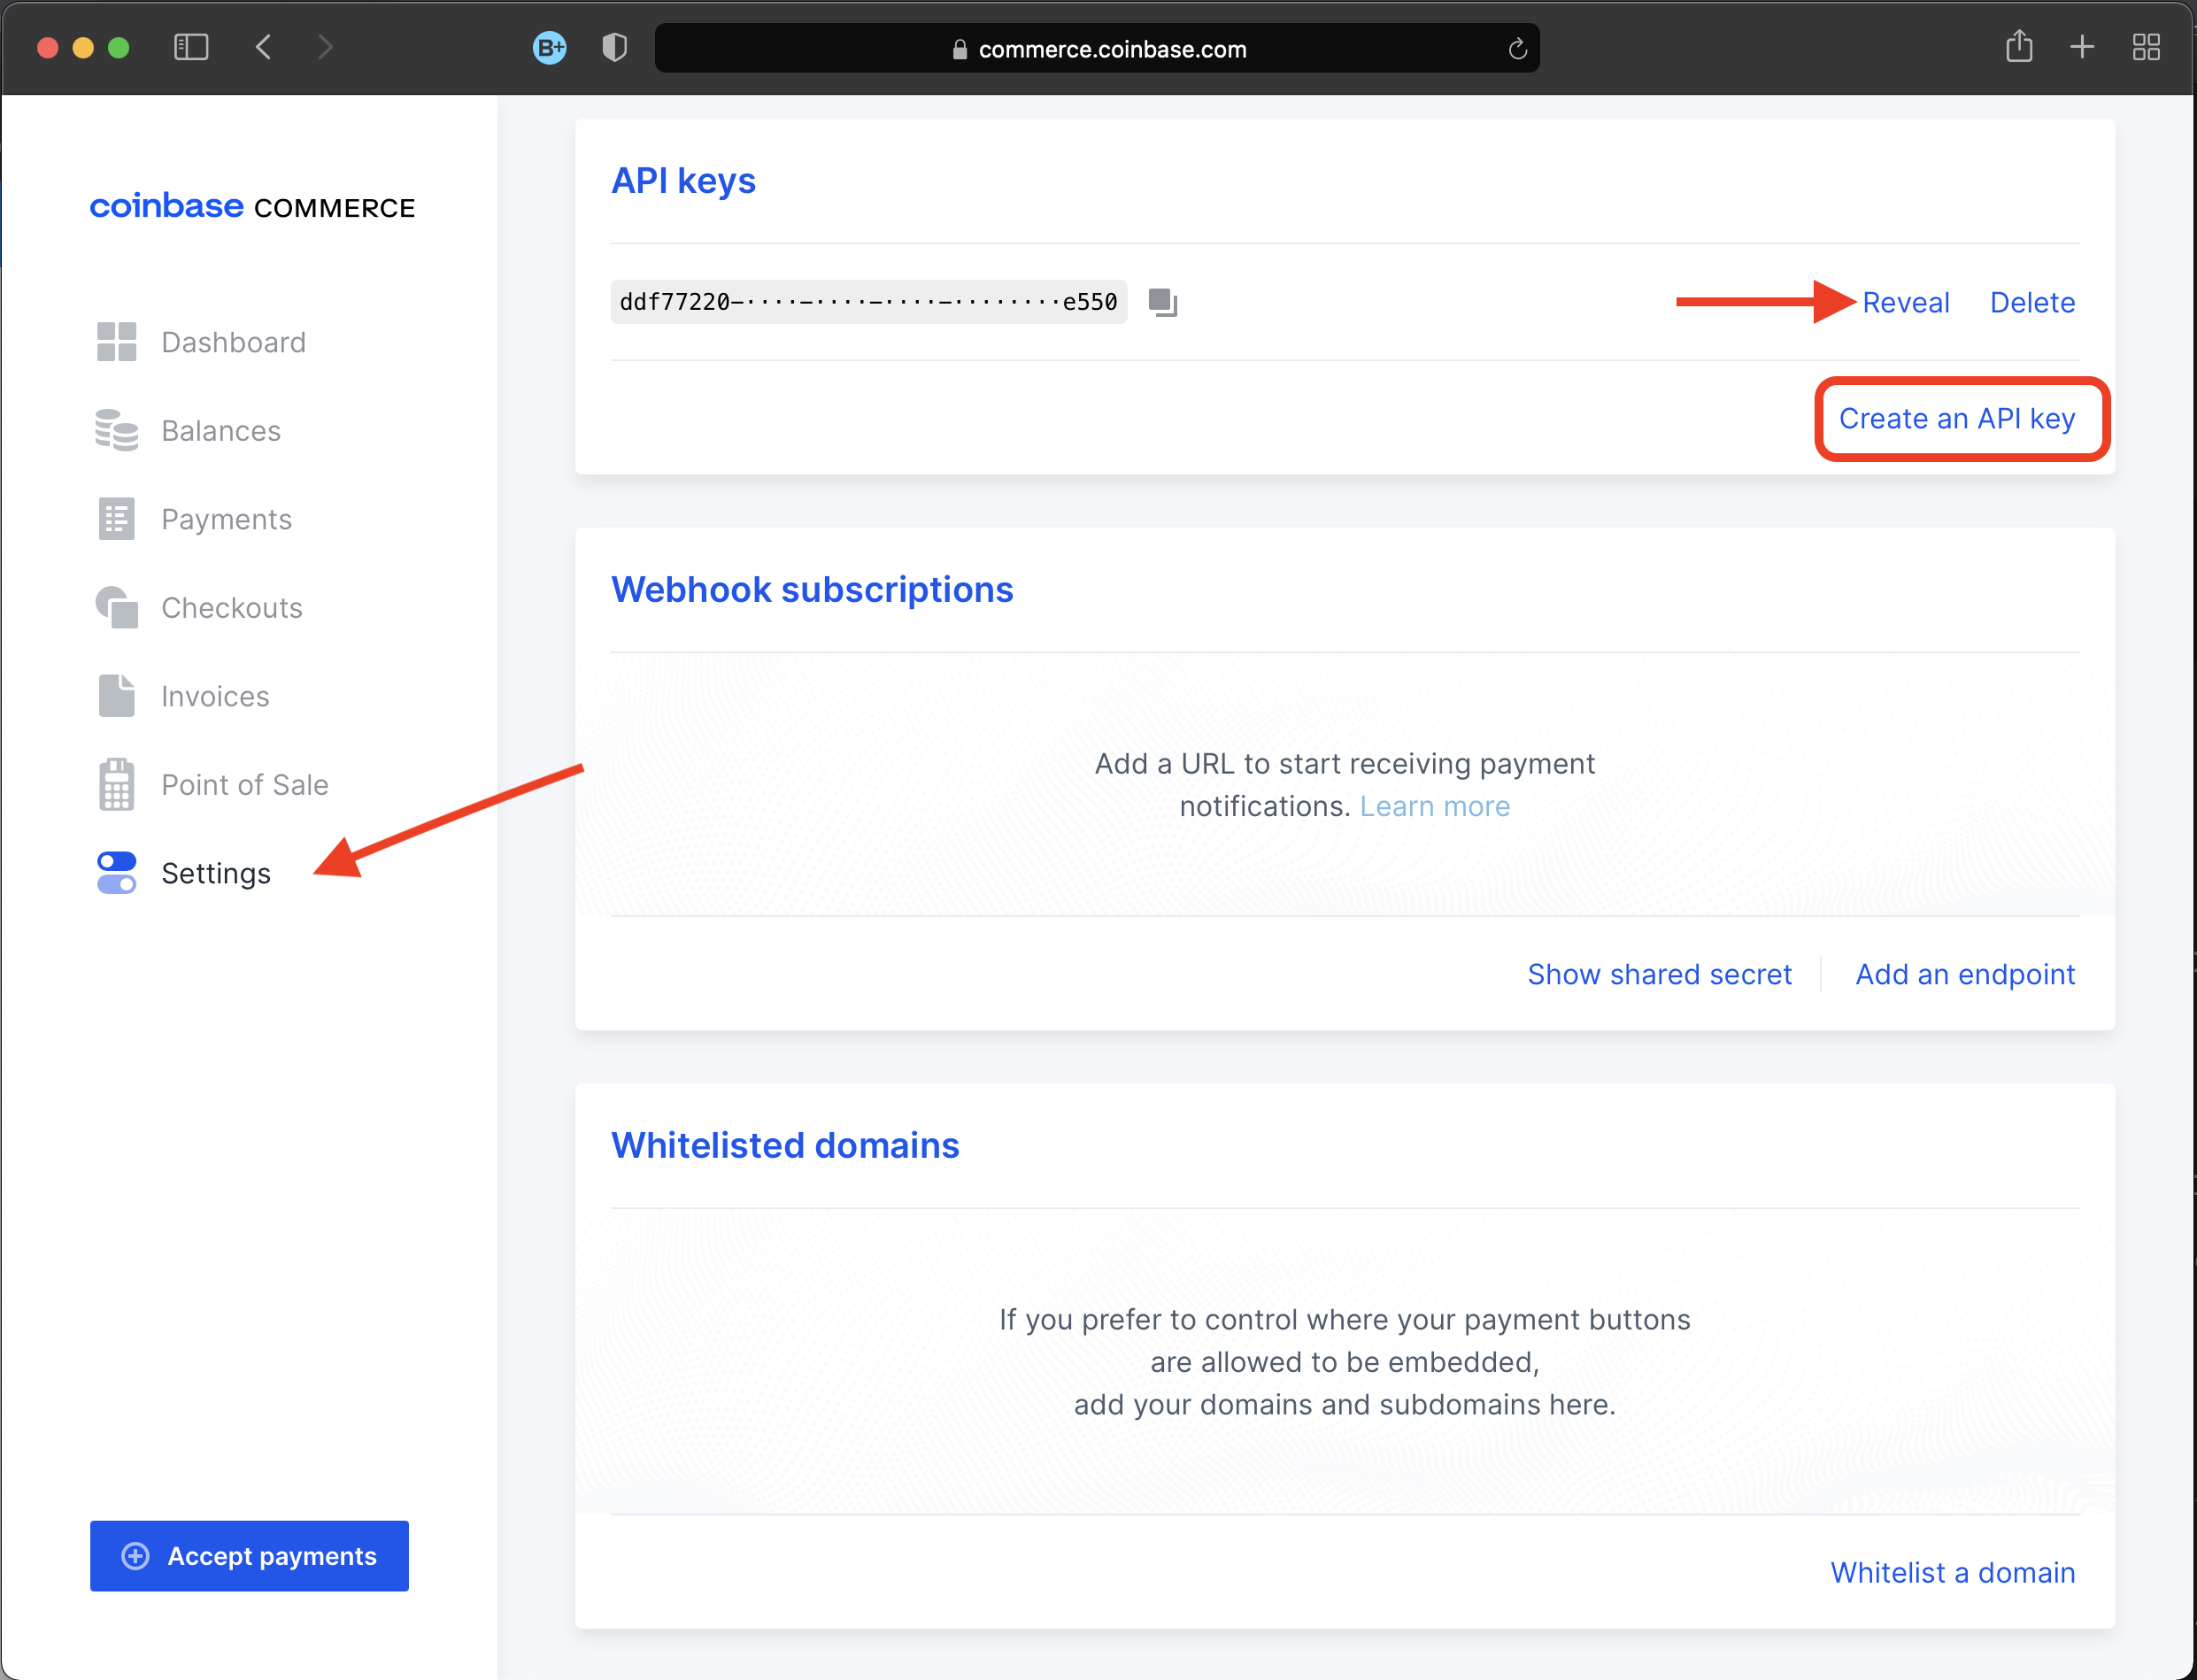 B+
commerce.coinbase.com
coinbase COMMERCE
Dashboard
Balances
Payments
Checkouts
Invoices
Point of Sale
Settings
Accept payments
API keys
ddf77220-····-····-····-········e550
Reveal Delete
Create an API key
Webhook subscriptions
Add a URL to start receiving payment
notifications. Learn more
Show shared secret Add an endpoint
Whitelisted domains
If you prefer to control where your payment buttons
are allowed to be embedded,
add your domains and subdomains here.
Whitelist a domain